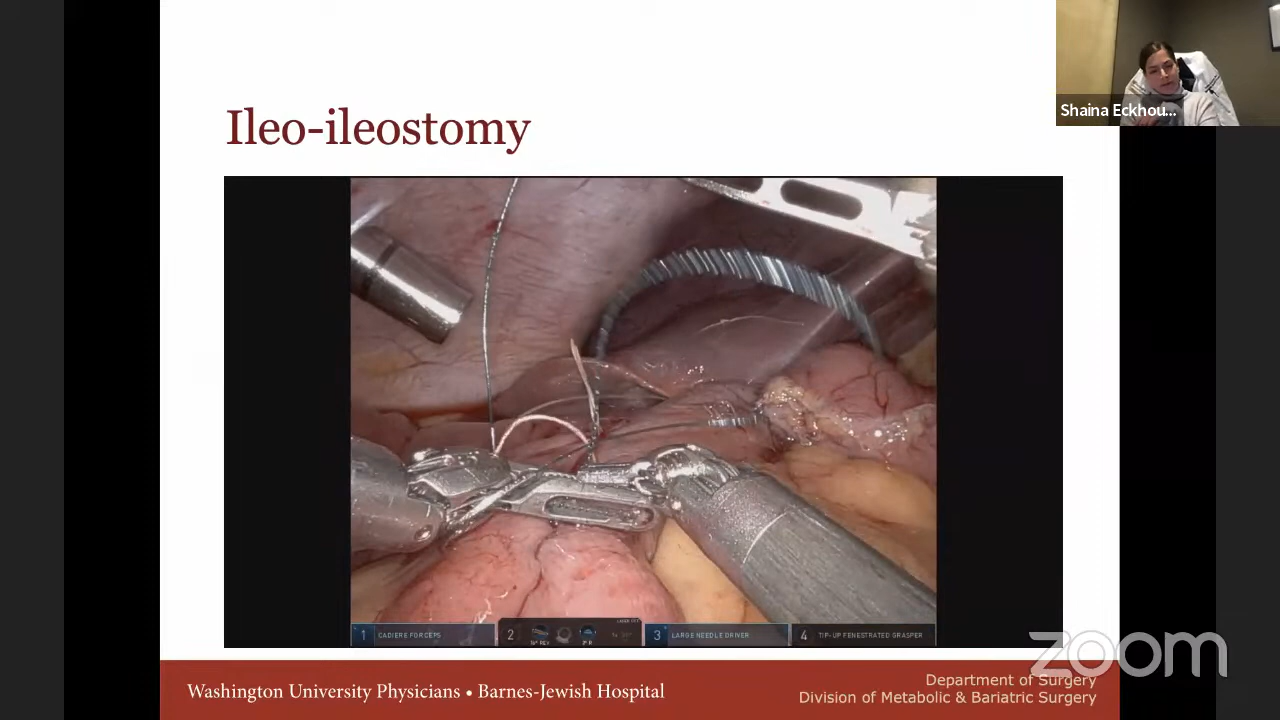 Ileo-ileostomy
Shaina Eckhou...
1 CADIERE FORCEPS
2
3 LARGE NEEDLE DRIVER
4 TIP-UP FENESTRATED GRASPER
Washington University Physicians • Barnes-Jewish Hospital
Department of Surgery
Division of Metabolic & Bariatric Surgery
zoom